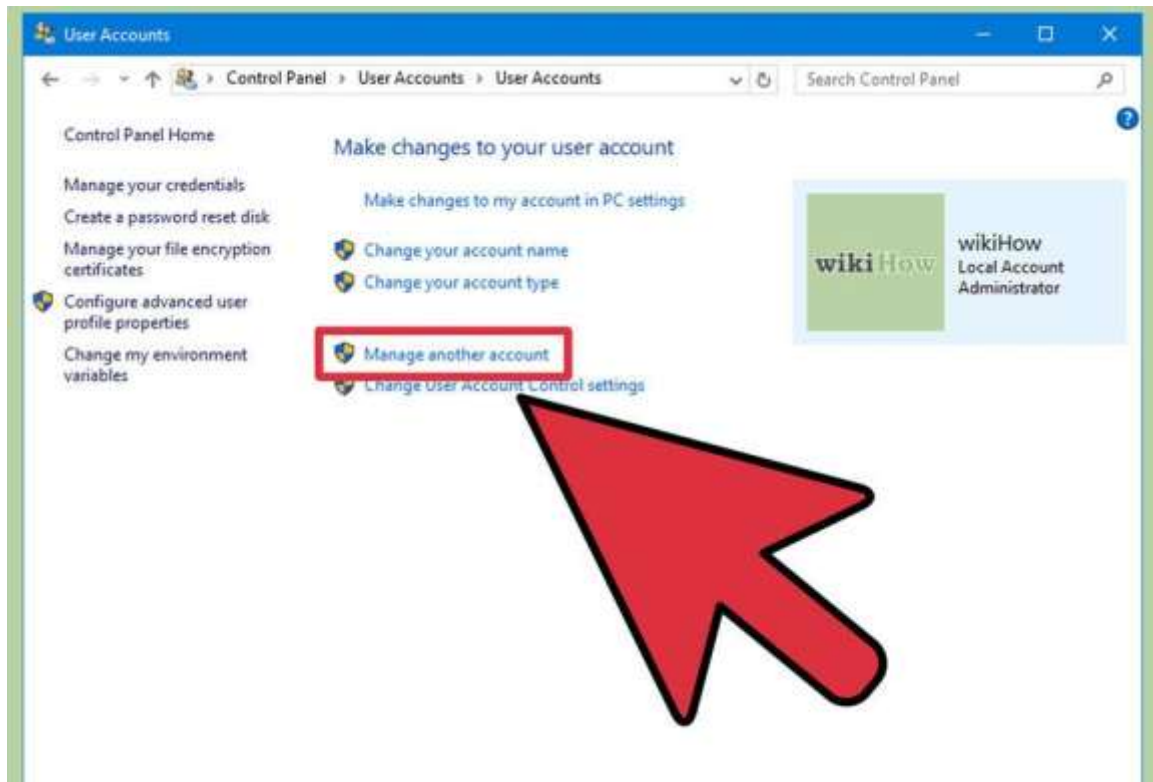 User Accounts
Control Panel > User Accounts > User Accounts
Search Control Panel
Control Panel Home
Manage your credentials
Create a password reset disk
Manage your file encryption
certificates
Configure advanced user
profile properties
Change my environment
variables
Make changes to your user account
Make changes to my account in PC settings
Change your account name
Change your account type
Manage another account
Change User Account Control settings
wikiHow
wikiHow
Local Account
Administrator